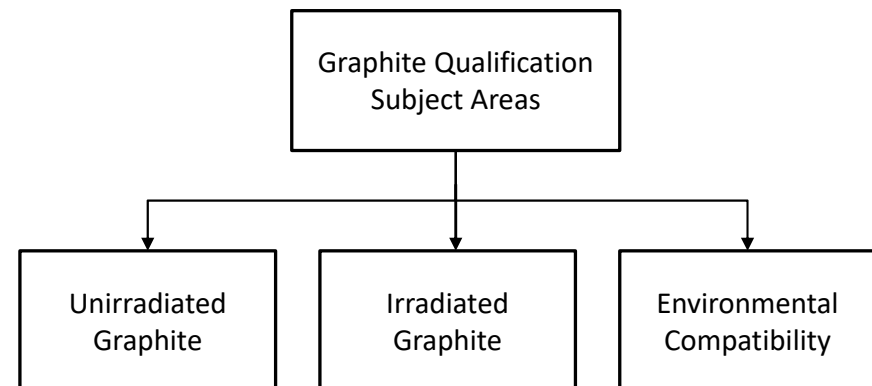 Graphite Qualification
Subject Areas
Unirradiated
Graphite
Irradiated
Graphite
Environmental
Compatibility